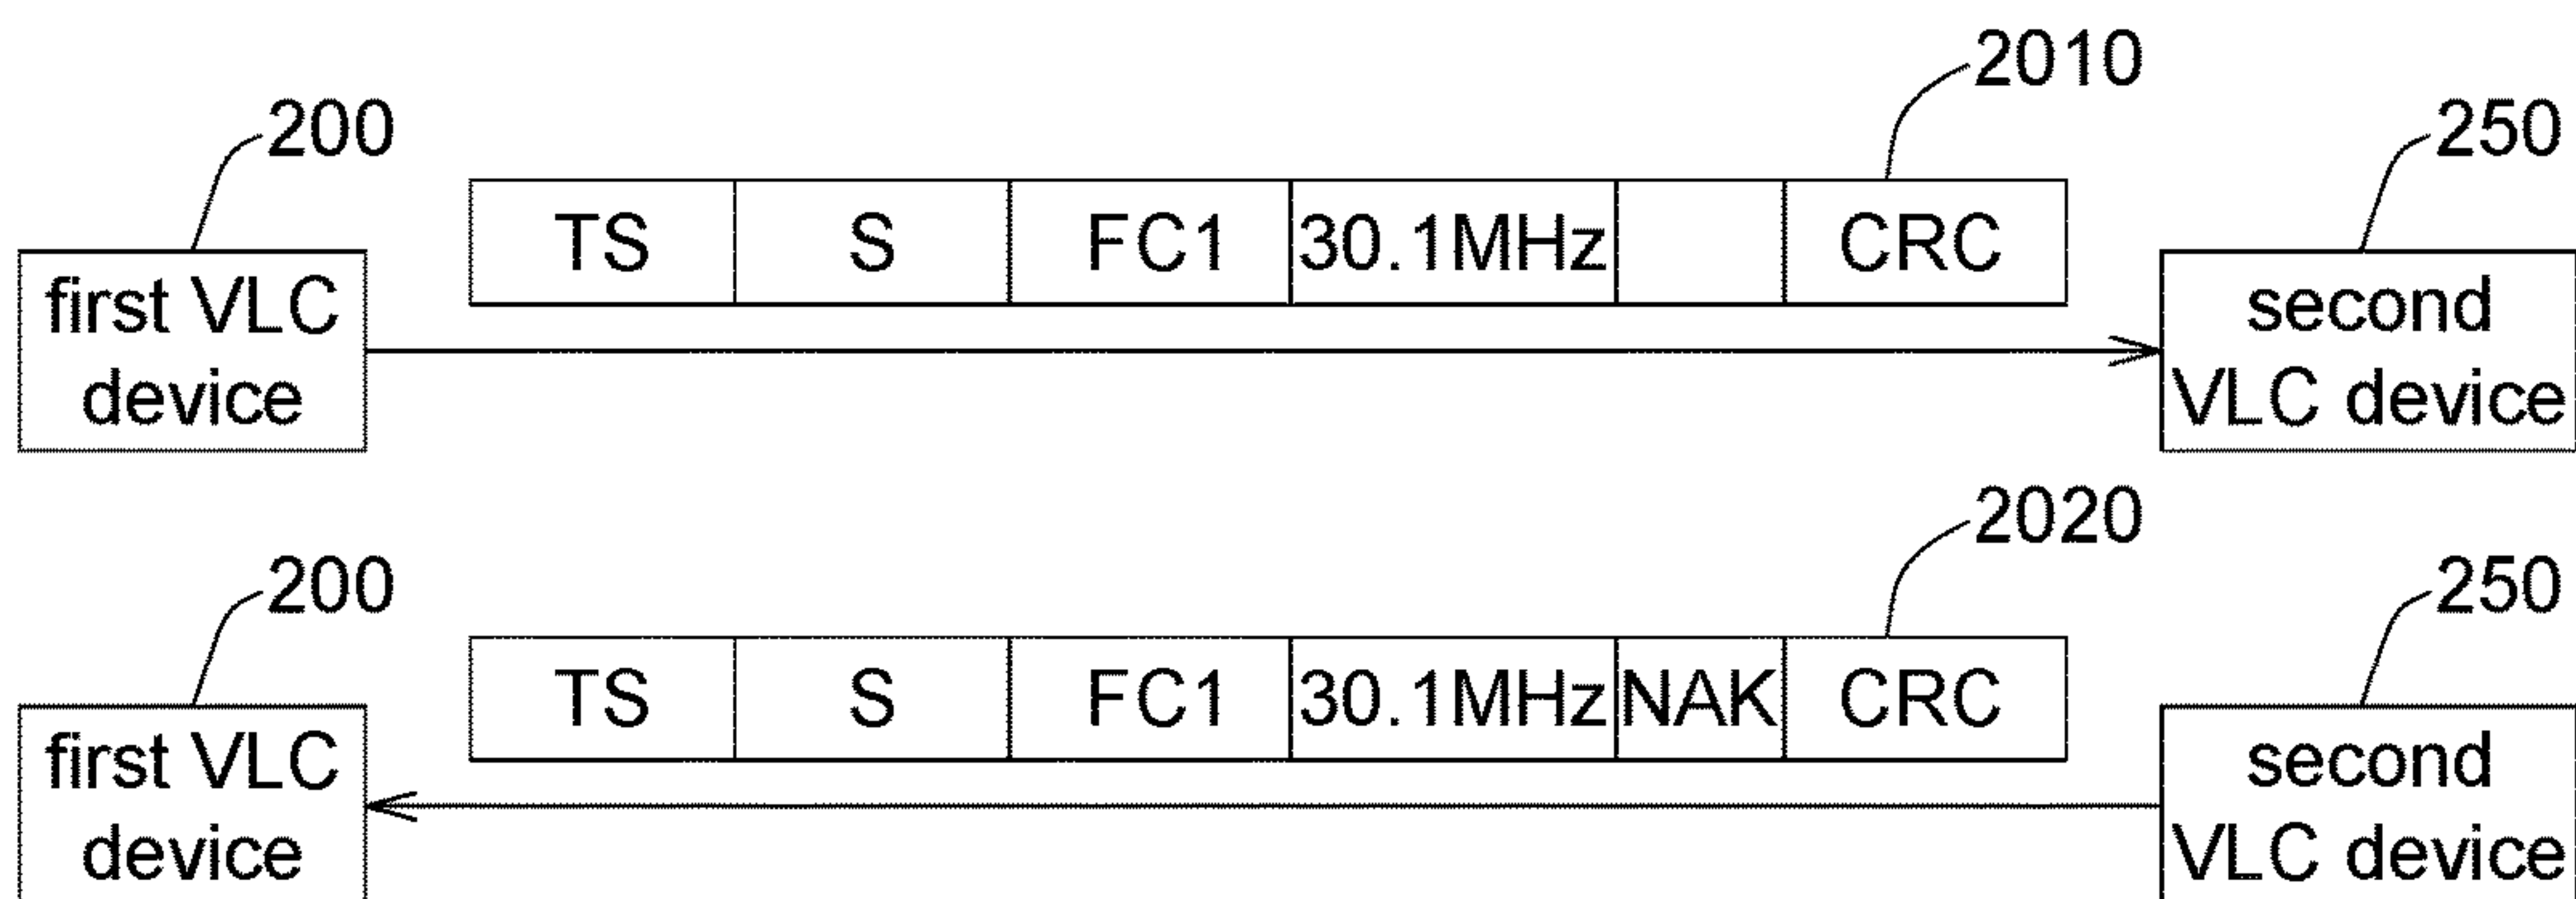 2010
200
250
TS S FC1 30.1MHz CRC
first VLC
device
second
VLC device
2020
200
250
TS S FC1 30.1MHz NAK CRC
first VLC
device
second
VLC device